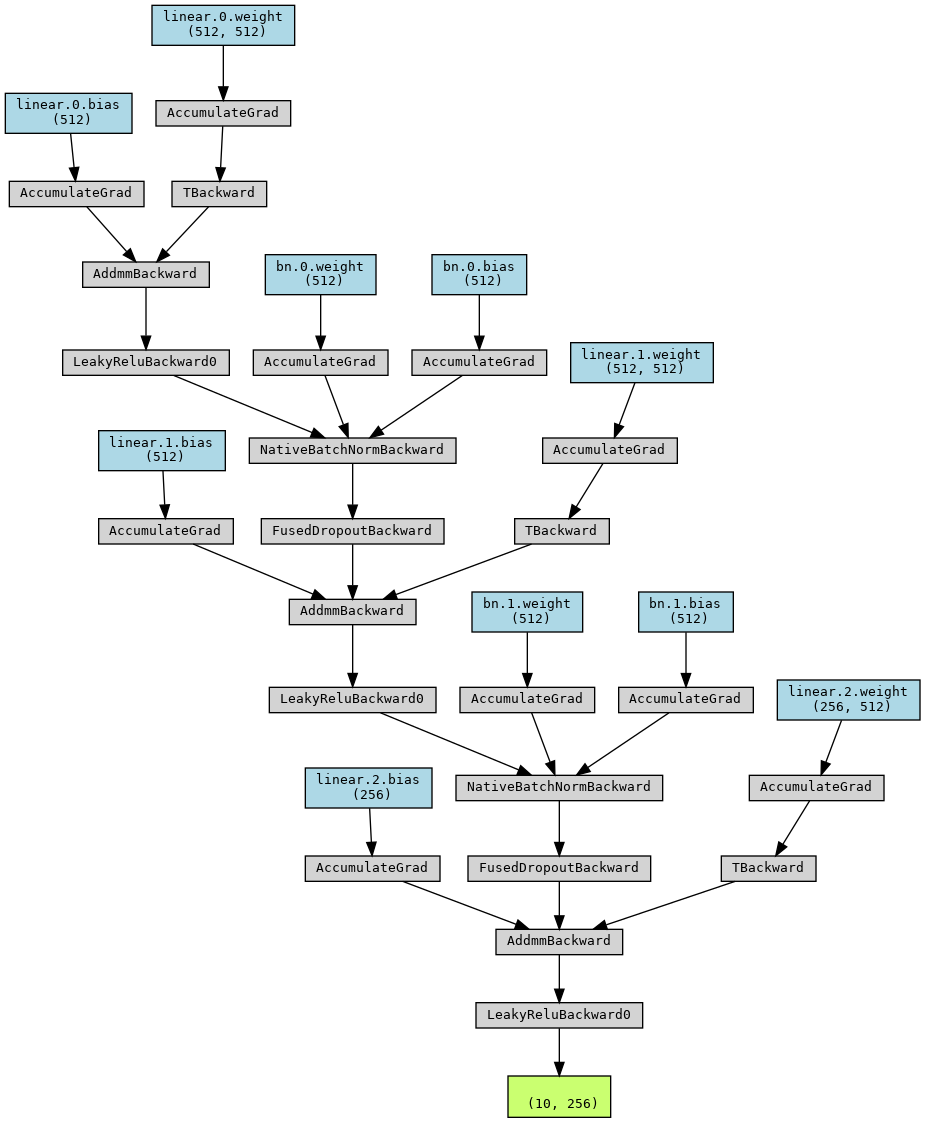 linear.0.weight
(512, 512)
linear.0.bias
(512)
AccumulateGrad
AccumulateGrad
TBackward
AddmmBackward
bn.0.weight
(512)
bn.0.bias
(512)
LeakyReluBackward0
AccumulateGrad
AccumulateGrad
linear.1.weight
(512, 512)
linear.1.bias
(512)
NativeBatchNormBackward
AccumulateGrad
AccumulateGrad
FusedDropoutBackward
TBackward
AddmmBackward
bn.1.weight
(512)
bn.1.bias
(512)
LeakyReluBackward0
AccumulateGrad
AccumulateGrad
linear.2.weight
(256, 512)
linear.2.bias
(256)
NativeBatchNormBackward
AccumulateGrad
AccumulateGrad
FusedDropoutBackward
TBackward
AddmmBackward
LeakyReluBackward0
(10, 256)